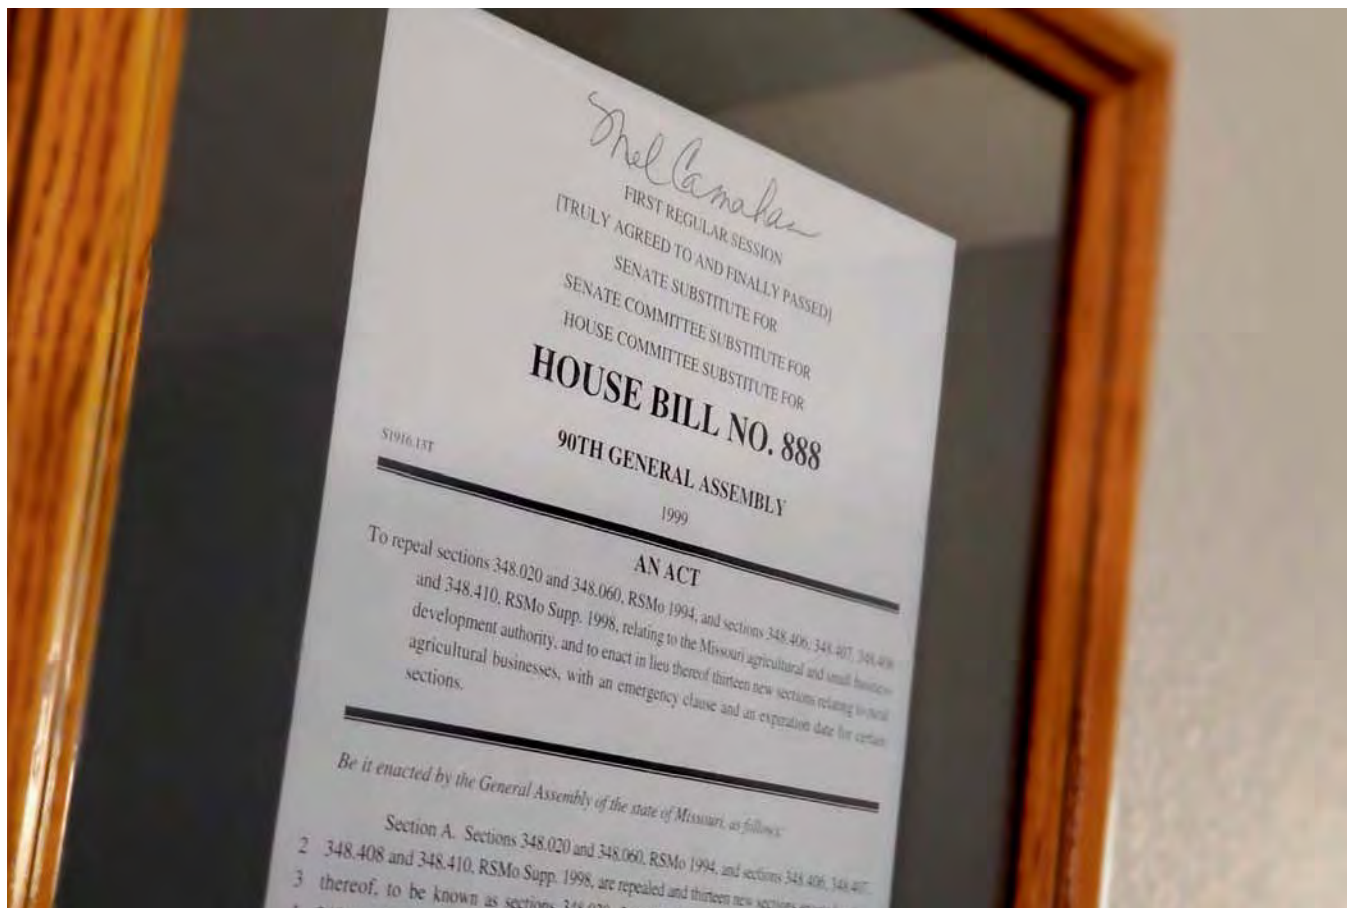 Mel Carnahan
FIRST REGULAR SESSION
[TRULY AGREED TO AND FINALLY PASSED]
SENATE SUBSTITUTE FOR
SENATE COMMITTEE SUBSTITUTE FOR
HOUSE COMMITTEE SUBSTITUTE FOR
HOUSE BILL NO. 888
90TH GENERAL ASSEMBLY
S1916.13T
1999
AN ACT
To repeal sections 348.020 and 348.060, RSMo 1994, and sections 348.406, 348.407, 348.408
and 348.410, RSMo Supp. 1998, relating to the Missouri agricultural and small business
development authority, and to enact in lieu thereof thirteen new sections relating to rural
agricultural businesses, with an emergency clause and an expiration date for certain
sections.
Be it enacted by the General Assembly of the state of Missouri, as follows:
Section A. Sections 348.020 and 348.060, RSMo 1994, and sections 348.406, 348.407,
2 348.408 and 348.410, RSMo Supp. 1998, are repealed and thirteen new sections
3 thereof, to be known as sections